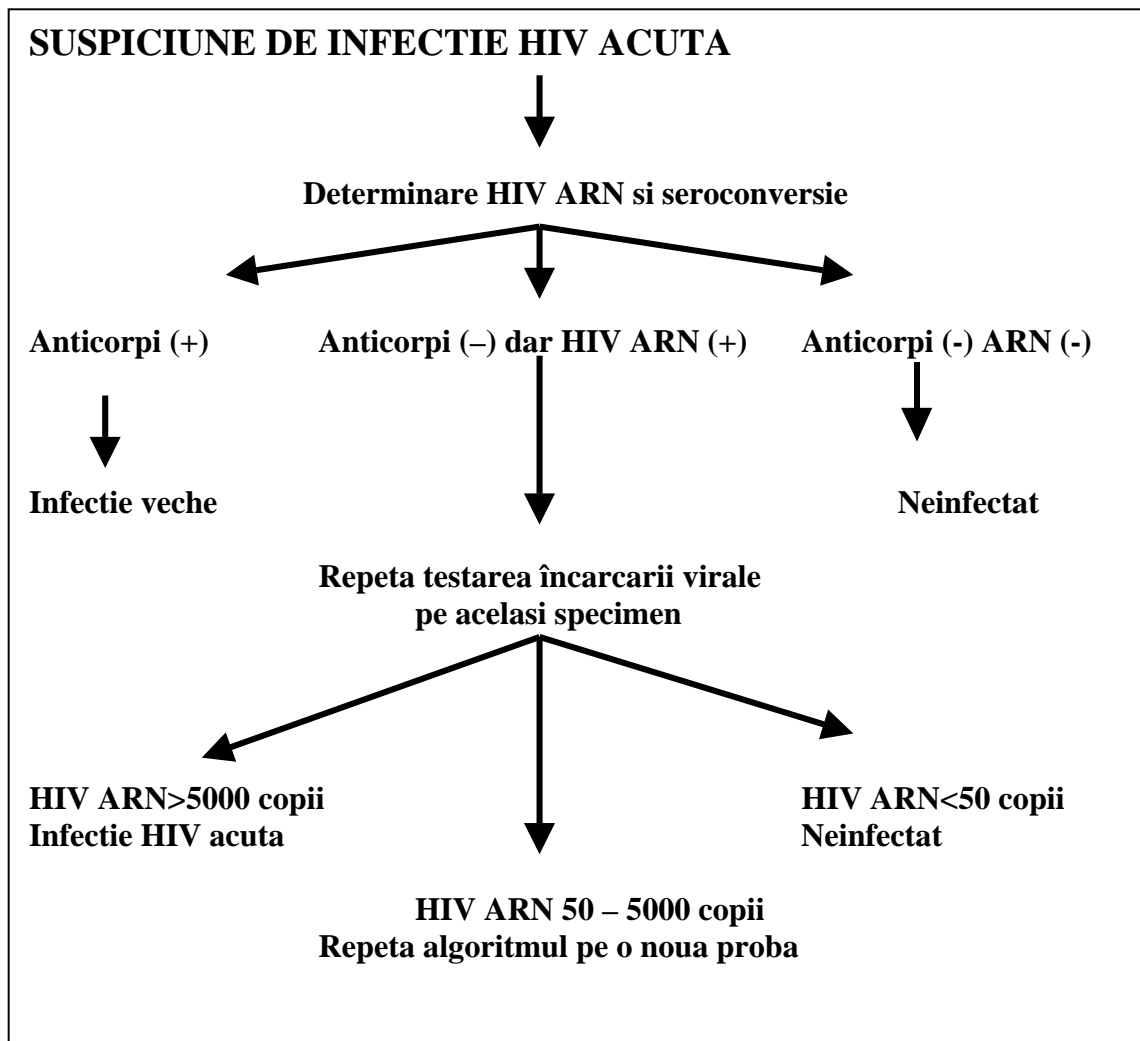 SUSPICIUNE DE INFECTIE HIV ACUTA
Determinare HIV ARN si seroconversie
Anticorpi (+)
Anticorpi (–) dar HIV ARN (+)
Anticorpi (-) ARN (-)
Infectie veche
Neinfectat
Repeta testarea încarcarii virale
pe acelasi specimen
HIV ARN>5000 copii
Infectie HIV acuta
HIV ARN<50 copii
Neinfectat
HIV ARN 50 – 5000 copii
Repeta algoritmul pe o noua proba